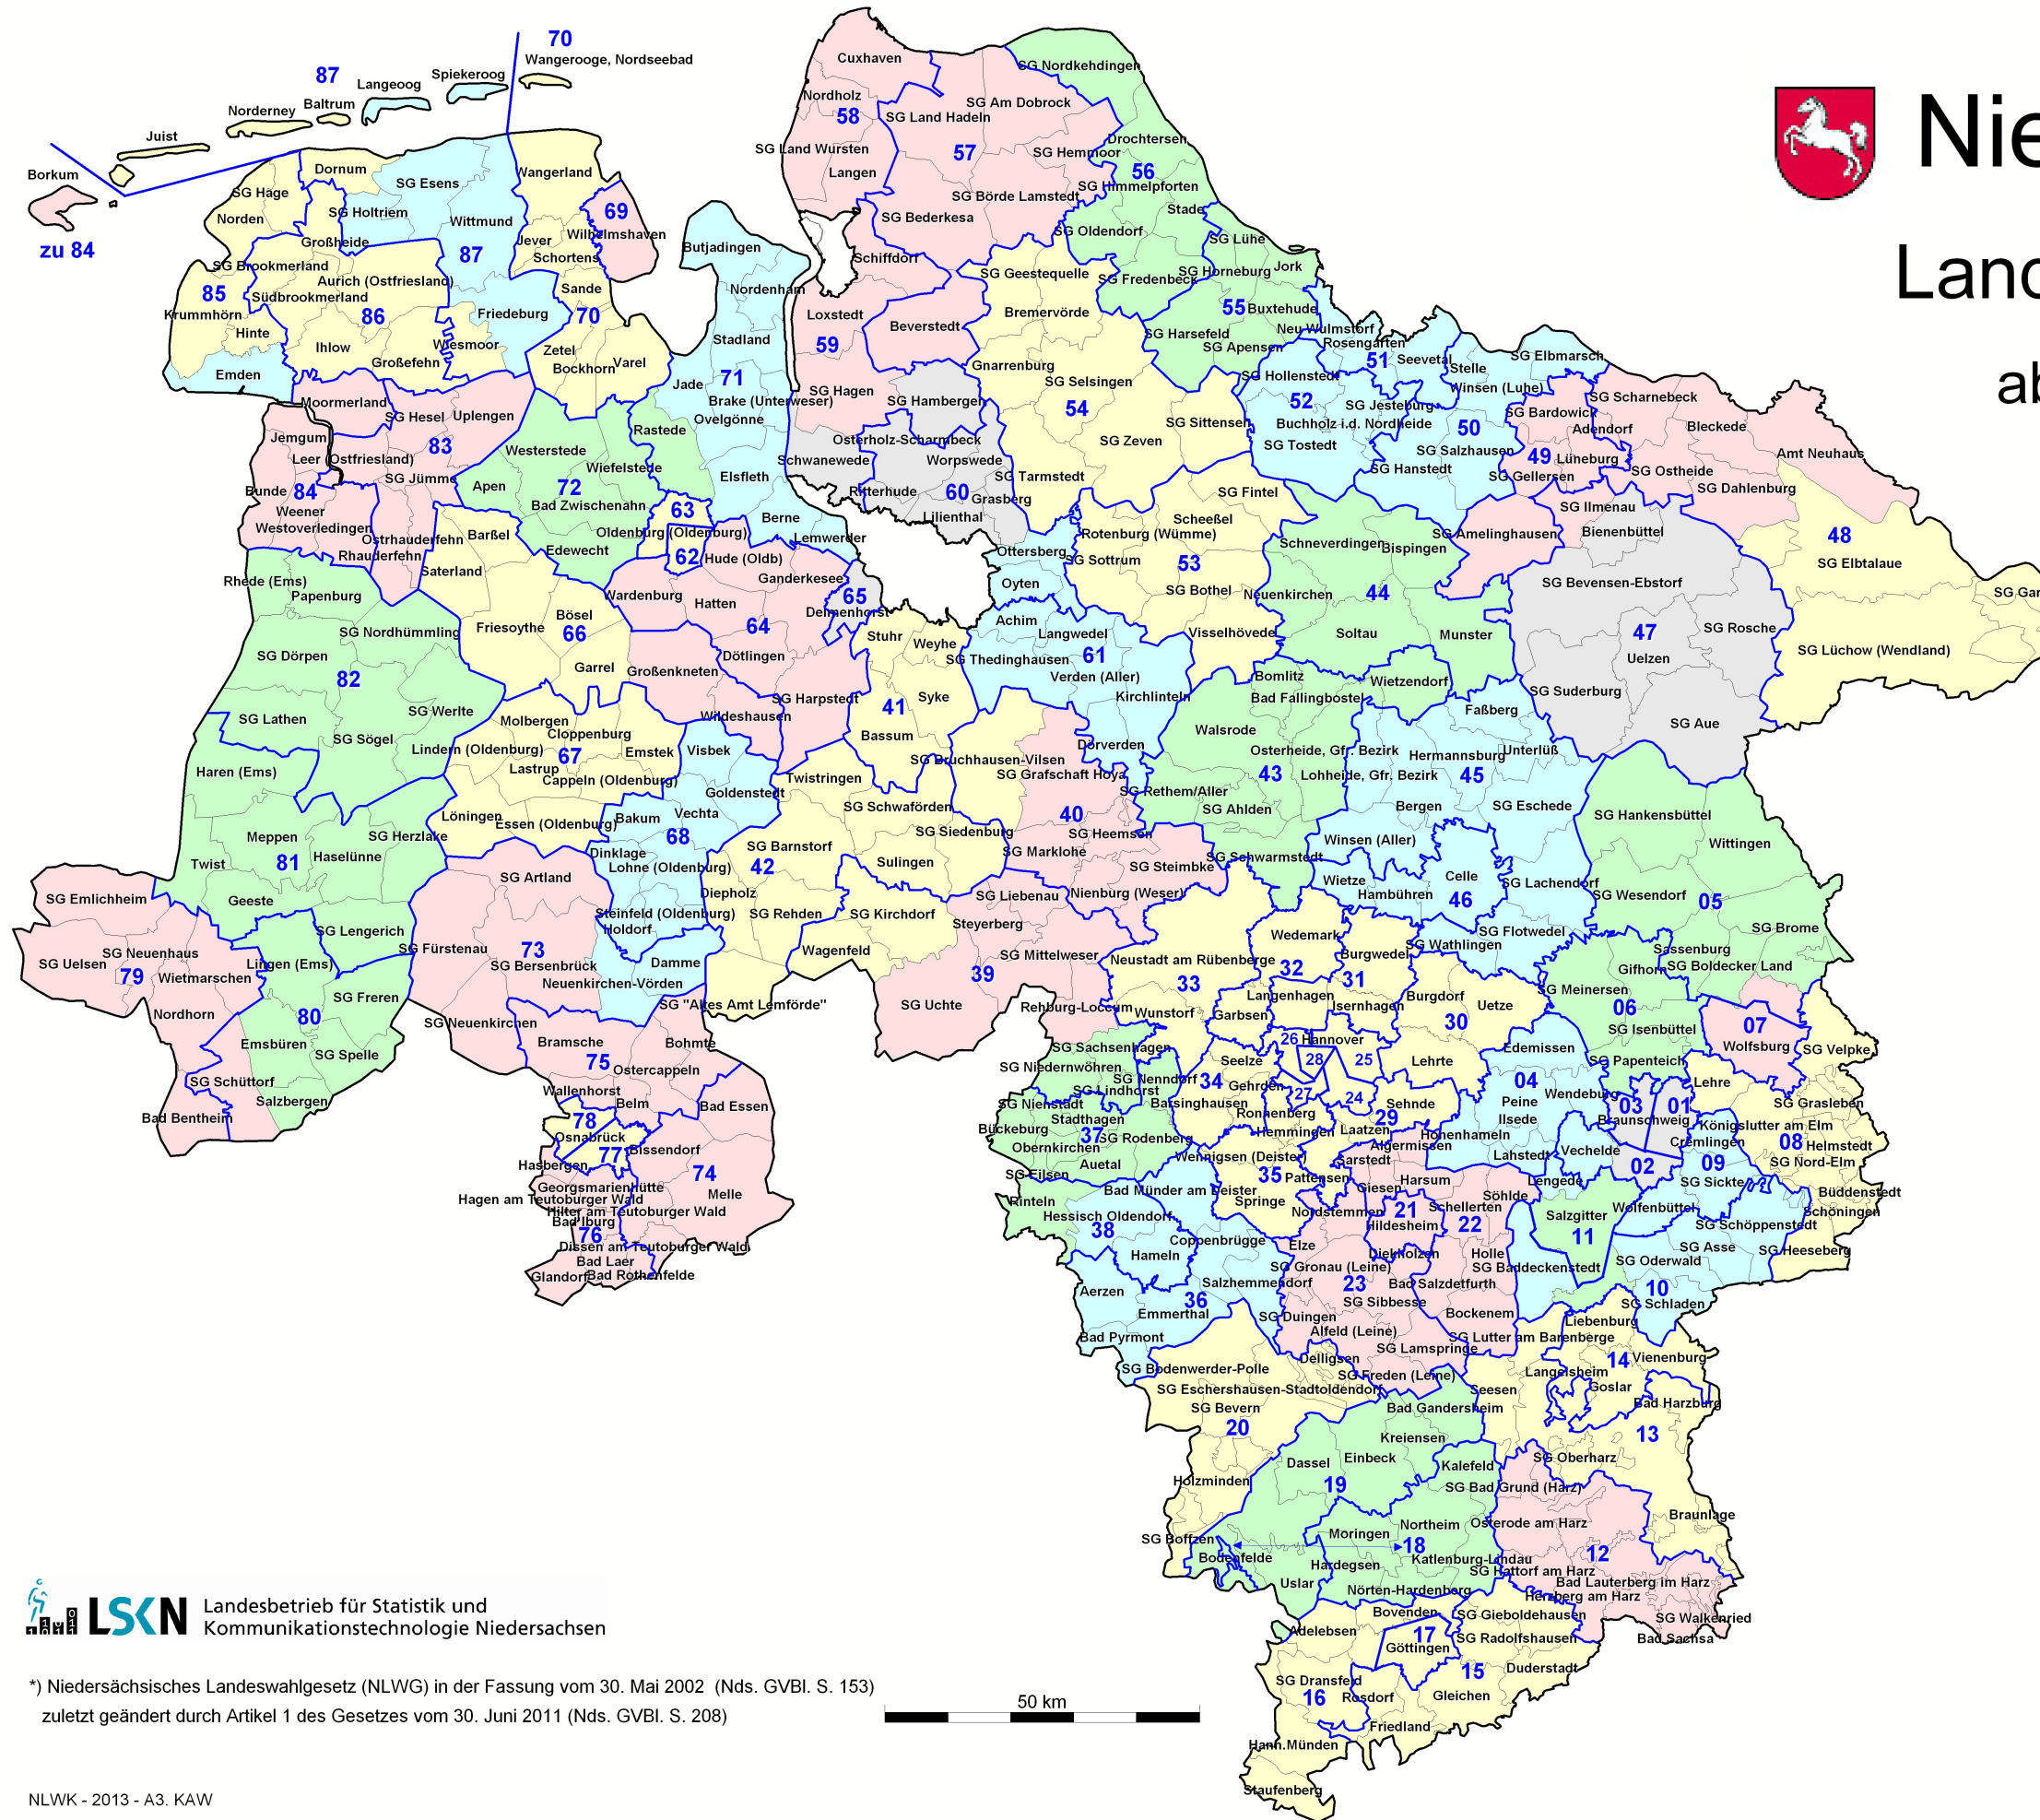 70
Wangerooge, Nordseebad
87
Spiekeroog
Langeoog
Baltrum
Norderney
Juist
Borkum
zu 84
Nie
Land
ab
Cuxhaven
SG Nordkehdingen
Nordholz
58
SG Am Dobrock
SG Land Hadeln
Drochtersen
SG Land Wursten
57
SG Hemmoor
56
Langen
SG Himmelpforten
SG Börde Lamstedt
Stade
SG Bederkesa
SG Oldendorf
SG Lühe
Schiffdorf
SG Geestequelle
SG Fredenbeck
SG Horneburg
Jork
Dornum
SG Esens
Wangerland
SG Hage
Norden
SG Holtriem
Wittmund
69
Wilhelmshaven
Großheide
87
Jever
Schortens
Butjadingen
SG Brookmerland
Aurich (Ostfriesland)
85
Südbrookmerland
Sande
Nordenham
Krummhörn
86
Friedeburg
70
Hinte
Ihlow
Wiesmoor
Großefehn
Zetel
Bockhorn
Varel
Stadland
Emden
Jade
71
Brake (Unterweser)
Ovelgönne
Loxstedt
59
Beverstedt
Bremervörde
55
Buxtehude
SG Harsefeld
Neu Wulmstorf
SG Apensen
Rosengarten
51
Seevetal
Stelle
SG Elbmarsch
Gnarrenburg
SG Selsingen
SG Hollenstedt
Winsen (Luhe)
SG Hagen
SG Hambergen
54
52
SG Jesteburg
SG Scharnebeck
SG Bardowick
Adendorf
Bleckede
Moormerland
SG Hesel
Uplengen
SG Sittensen
Buchholz i.d. Nordheide
50
Jemgum
83
Rastede
Osterholz-Scharmbeck
SG Zeven
SG Tostedt
SG Salzhausen
49
Lüneburg
Amt Neuhaus
Leer (Ostfriesland)
Westerstede
Wiefelstede
Schwanewede
Worpswede
SG Tarmstedt
SG Hanstedt
SG Gellersen
SG Ostheide
SG Dahlenburg
SG Jümme
Apen
72
Elsfleth
Bunde
84
Weener
Bad Zwischenahn
63
Ritterhude
60
Grasberg
Lilienthal
SG Fintel
SG Ilmenau
Westoverledingen
Berne
Scheeßel
Rotenburg (Wümme)
Bienenbüttel
48
Ostrhauderfehn
Barßel
Oldenburg (Oldenburg)
Lemwerder
SG Amelinghausen
Rhauderfehn
Edewecht
62
Hude (Oldb)
Ottersberg
SG Sottrum
53
Schneverdingen
Bispingen
SG Elbtalaue
Rhede (Ems)
Saterland
Ganderkesee
Oyten
SG Bothel
Neuenkirchen
44
SG Bevensen-Ebstorf
SG Gar
Papenburg
Wardenburg
Hatten
65
Delmenhorst
Bösel
Friesoythe
66
64
Achim
Langwedel
Visselhövede
Soltau
Munster
47
SG Rosche
SG Nordhümmling
Stuhr
Weyhe
SG Dörpen
Garrel
Großenkneten
Dötlingen
SG Thedinghausen
61
Verden (Aller)
Uelzen
SG Lüchow (Wendland)
82
SG Harpstedt
Syke
Kirchlinteln
Bomlitz
Wietzendorf
Bad Fallingbostel
SG Suderburg
SG Lathen
SG Werlte
Wildeshausen
41
Bassum
Faßberg
SG Aue
Molbergen
Cloppenburg
Walsrode
SG Sögel
Lindern (Oldenburg)
67
Emstek
Visbek
SG Bruchhausen-Vilsen
Dörverden
Osterheide, Gfr. Bezirk
Hermannsburg
Unterlüß
Haren (Ems)
Lastrup
Cappeln (Oldenburg)
Twistringen
SG Grafschaft Hoya
43
Lohheide, Gfr. Bezirk
45
Goldenstedt
SG Rethem/Aller
SG Schwaförden
SG Ahlden
Bergen
SG Eschede
SG Hankensbüttel
Löningen
Essen (Oldenburg)
Bakum
Vechta
40
Meppen
SG Herzlake
68
SG Siedenburg
SG Heemsen
Winsen (Aller)
Wittingen
81
Haselünne
Dinklage
SG Barnstorf
SG Marklohe
Twist
Lohne (Oldenburg)
42
Sulingen
SG Steimbke
SG Schwarmstedt
SG Artland
Wietze
Celle
SG Lachendorf
SG Emlichheim
Geeste
Diepholz
SG Liebenau
Nienburg (Weser)
Hambühren
46
SG Wesendorf
05
Steinfeld (Oldenburg)
SG Rehden
SG Kirchdorf
Steyerberg
SG Lengerich
Holdorf
Wedemark
SG Flotwedel
SG Brome
SG Neuenhaus
SG Fürstenau
73
Wagenfeld
SG Mittelweser
Burgwedel
SG Wathlingen
Sassenburg
SG Uelsen
79
Wietmarschen
Lingen (Ems)
SG Bersenbrück
Damme
39
Neustadt am Rübenberge
32
31
Gifhorn
SG Boldecker Land
Neuenkirchen-Vörden
33
SG Meinersen
SG Freren
SG Uchte
Rehburg-Loccum
Langenhagen
Isernhagen
Burgdorf
Uetze
06
Nordhorn
80
SG "Altes Amt Lemförde"
Wunstorf
Garbsen
30
SG Neuenkirchen
SG Isenbüttel
07
Emsbüren
SG Spelle
Bramsche
Bohmte
SG Sachsenhagen
26
Hannover
Edemissen
Wolfsburg
SG Velpke
75
Ostercappeln
SG Niedernwöhren
Seelze
28
25
Lehrte
SG Papenteich
SG Schüttorf
Wallenhorst
SG Nenndorf
34
Gehrden
04
Lehre
Salzbergen
Belm
Bad Essen
SG Lindhorst
27
24
Wendeburg
Bad Bentheim
78
SG Nienstädt
Barsinghausen
Sehnde
Peine
03
01
SG Grasleben
Stadthagen
Ronnenberg
29
Ilsede
Braunschweig
Bückeburg
37
SG Rodenberg
Hemmingen
Laatzen
Hohenhameln
Königslutter am Elm
Osnabrück
77
Bissendorf
Obernkirchen
Algermissen
Cremlingen
08
Helmstedt
Hasbergen
74
Auetal
Wennigsen (Deister)
Sarstedt
Lahstedt
Vechelde
02
09
SG Nord-Elm
SG Eilsen
35
Pattensen
Giesen
Harsum
Lengede
SG Sickte
Georgsmarienhütte
Melle
Rinteln
Bad Münder am Deister
Springe
Söhlde
Büddenstedt
Hagen am Teutoburger Wald
Hessisch Oldendorf
Nordstemmen
21
Schellerten
Salzgitter
Wolfenbüttel
Schöningen
Hilter am Teutoburger Wald
Bad Iburg
38
Hildesheim
22
11
SG Schöppenstedt
76
Coppenbrügge
Elze
Dissen am Teutoburger Wald
Hameln
Diekholzen
Holle
SG Asse
SG Heeseberg
Bad Laer
SG Gronau (Leine)
SG Baddeckenstedt
SG Oderwald
Glandorf
Bad Rothenfelde
Aerzen
Salzhemmendorf
23
Bad Salzdetfurth
10
36
SG Sibbesse
SG Schladen
Emmerthal
SG Duingen
Bockenem
Liebenburg
Bad Pyrmont
Alfeld (Leine)
SG Lutter am Barenberge
SG Lamspringe
Delligsen
14
Vienenburg
SG Bodenwerder-Polle
SG Freden (Leine)
Langelsheim
SG Eschershausen-Stadtoldendorf
Seesen
Goslar
SG Bevern
Bad Gandersheim
Bad Harzburg
20
Kreiensen
13
Dassel
Einbeck
Kalefeld
SG Oberharz
Holzminden
19
SG Bad Grund (Harz)
Braunlage
Northeim
Osterode am Harz
SG Boffzen
Moringen
18
12
Bodenfelde
Hardegsen
Katlenburg-Lindau
SG Hattorf am Harz
Uslar
Nörten-Hardenberg
Bad Lauterberg im Harz
Herzberg am Harz
Bovenden
SG Gieboldehausen
SG Walkenried
Adelebsen
17
SG Radolfshausen
Bad Sachsa
Göttingen
15
Duderstadt
SG Dransfeld
16
Rosdorf
Gleichen
Friedland
Hann.Münden
Staufenberg
LSKN
Landesbetrieb für Statistik und
Kommunikationstechnologie Niedersachsen
*) Niedersächsisches Landeswahlgesetz (NLWG) in der Fassung vom 30. Mai 2002 (Nds. GVBl. S. 153)
zuletzt geändert durch Artikel 1 des Gesetzes vom 30. Juni 2011 (Nds. GVBl. S. 208)
50 km
NLWK - 2013 - A3. KAW